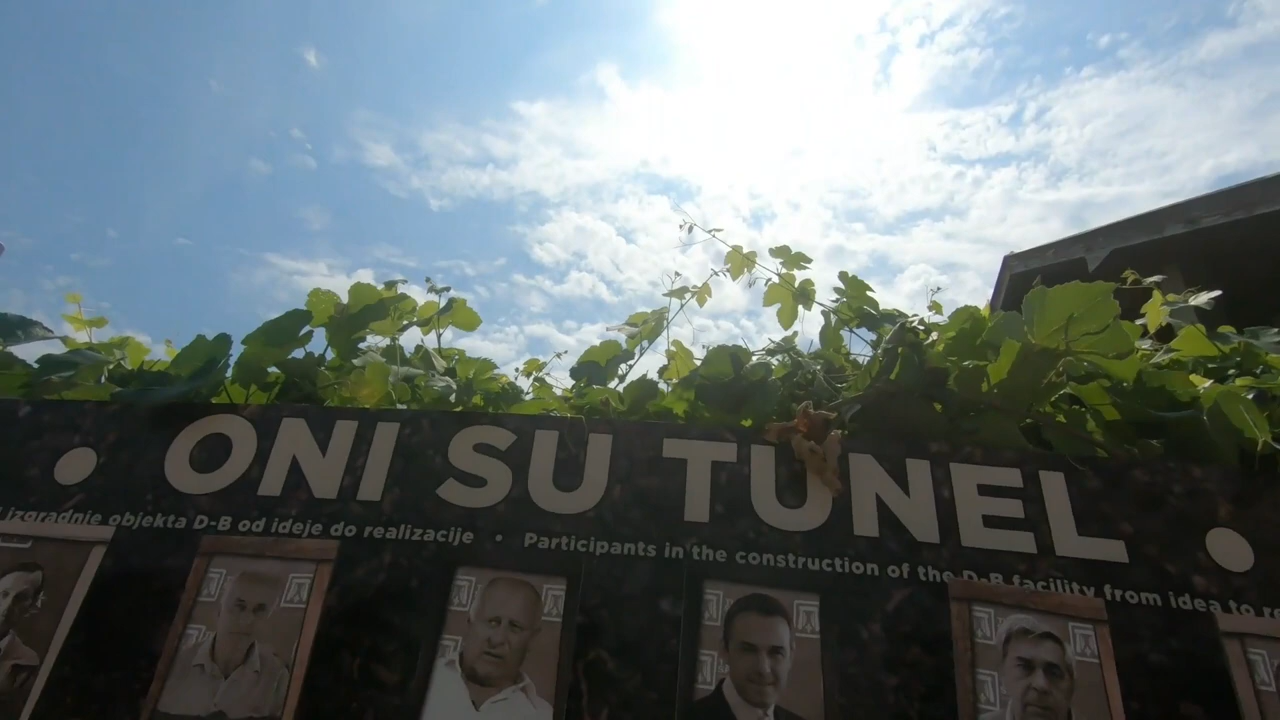 • ONI SU TUNEL •
izgradnje objekta D-B od ideje do realizacije • Participants in the construction of the D-B facility from idea to